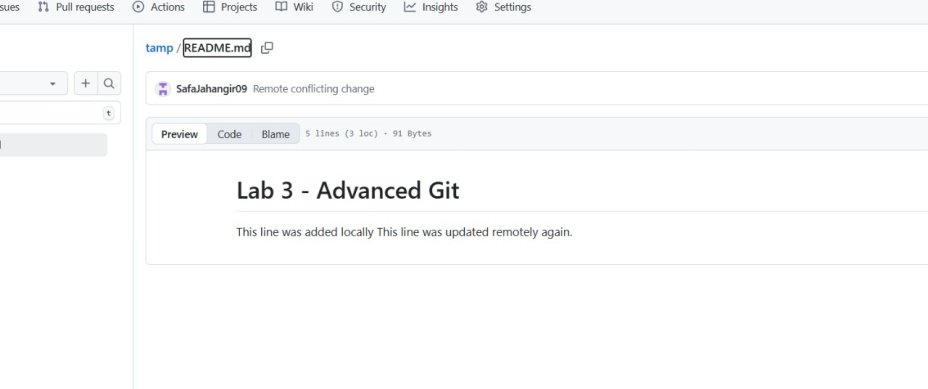 sues Pull requests Actions Projects Wiki Security Insights Settings
tamp / README.md
SafaJahangir09 Remote conflicting change
t
Preview Code Blame 5 lines (3 loc) · 91 Bytes
Lab 3 - Advanced Git
This line was added locally This line was updated remotely again.